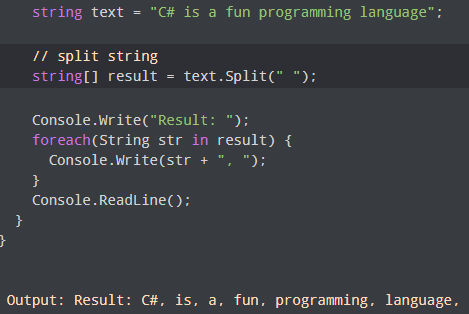 string text = "C# is a fun programming language";
// split string
string[] result = text.Split(" ");
Console.Write("Result: ");
foreach(String str in result) {
Console.Write(str + ", ");
}
Console.ReadLine();
}
}
Output: Result: C#, is, a, fun, programming, language,